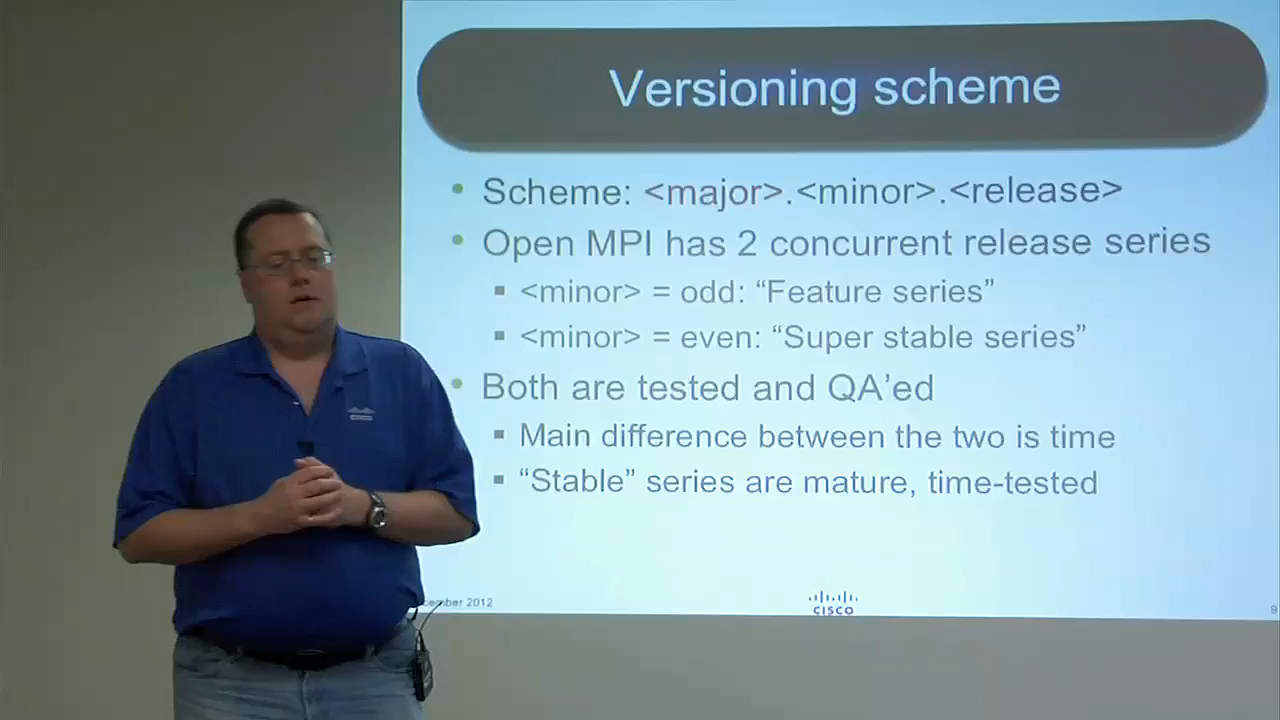 Versioning scheme
• Scheme: <major>.<minor>.<release>
• Open MPI has 2 concurrent release series
▪ <minor> = odd: “Feature series”
▪ <minor> = even: “Super stable series”
• Both are tested and QA’ed
▪ Main difference between the two is time
▪ “Stable” series are mature, time-tested
2012
CISCO
9